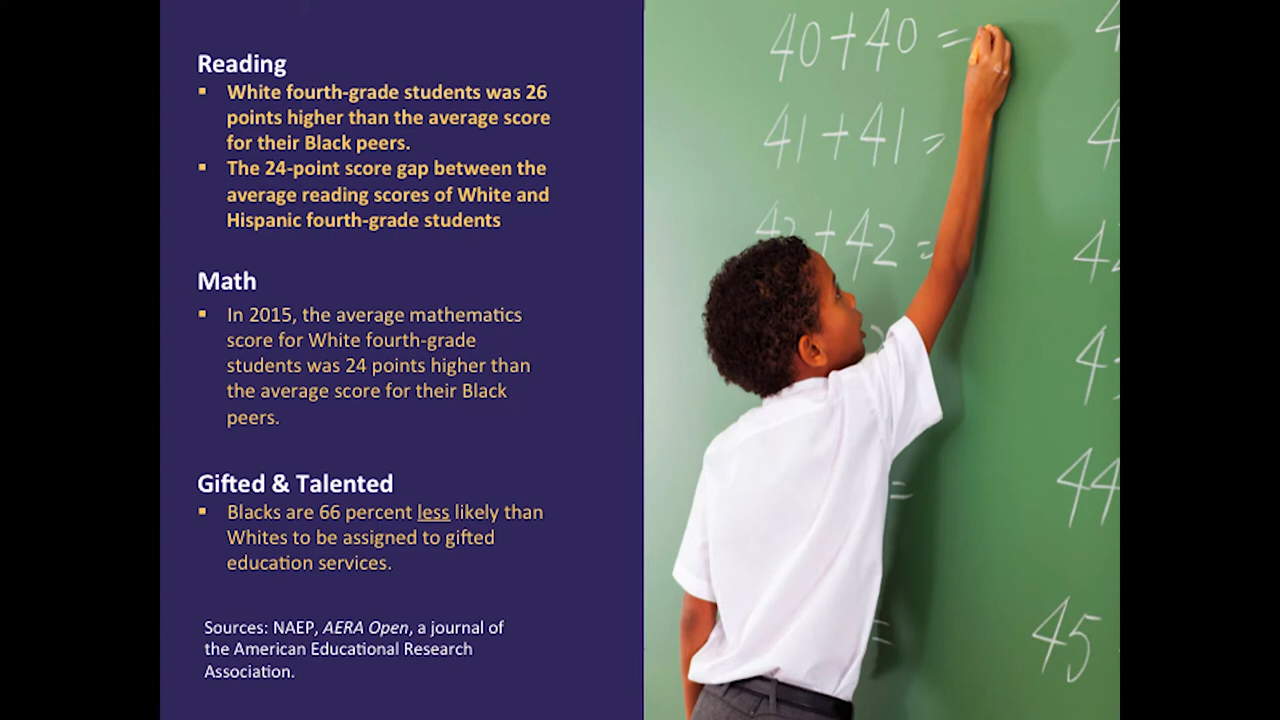 Reading
▪ White fourth-grade students was 26
points higher than the average score
for their Black peers.
▪ The 24-point score gap between the
average reading scores of White and
Hispanic fourth-grade students
Math
▪ In 2015, the average mathematics
score for White fourth-grade
students was 24 points higher than
the average score for their Black
peers.
Gifted & Talented
▪ Blacks are 66 percent less likely than
Whites to be assigned to gifted
education services.
Sources: NAEP, AERA Open, a journal of
the American Educational Research
Association.
40+40 =
41+41 =
42+42 =
=
=
44
45